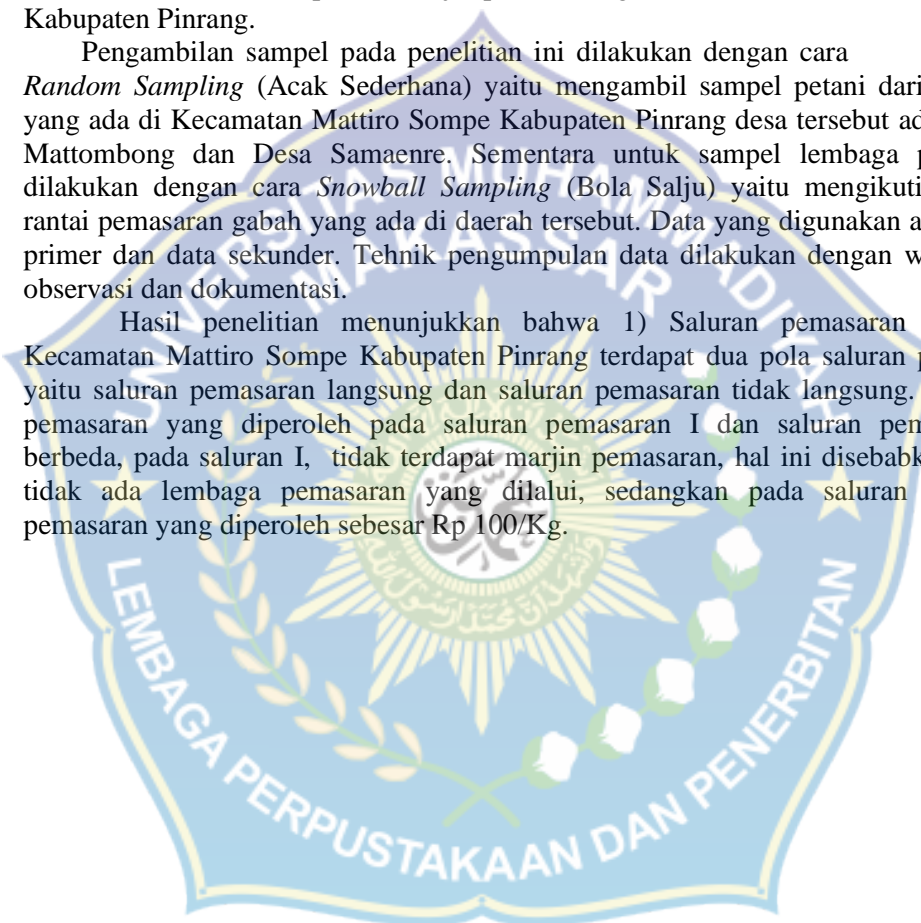 Kabupaten Pinrang.
Pengambilan sampel pada penelitian ini dilakukan dengan cara
Random Sampling (Acak Sederhana) yaitu mengambil sampel petani dari
yang ada di Kecamatan Mattiro Sompe Kabupaten Pinrang desa tersebut ad
Mattombong dan Desa Samaenre. Sementara untuk sampel lembaga p
dilakukan dengan cara Snowball Sampling (Bola Salju) yaitu mengikuti
rantai pemasaran gabah yang ada di daerah tersebut. Data yang digunakan a
primer dan data sekunder. Tehnik pengumpulan data dilakukan dengan w
observasi dan dokumentasi.
Hasil penelitian menunjukkan bahwa 1) Saluran pemasaran
Kecamatan Mattiro Sompe Kabupaten Pinrang terdapat dua pola saluran p
yaitu saluran pemasaran langsung dan saluran pemasaran tidak langsung.
pemasaran yang diperoleh pada saluran pemasaran I dan saluran pem
berbeda, pada saluran I, tidak terdapat marjin pemasaran, hal ini disebabk
tidak ada lembaga pemasaran yang dilalui, sedangkan pada saluran
pemasaran yang diperoleh sebesar Rp 100/Kg.
UNIVERSITAS MUHAMMADIYAH
MAKASSAR
LEMBAGA PERPUSTAKAAN DAN PENERBITAN